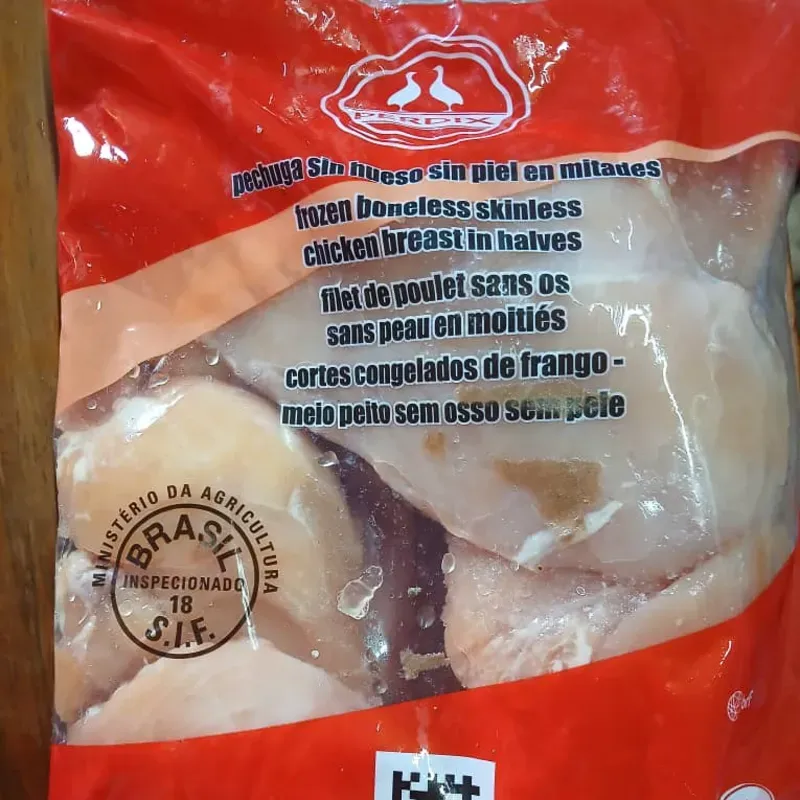 PERDIX
pechuga sin hueso sin piel en mitades
frozen boneless skinless
chicken breast in halves
filet de poulet sans os
sans peau en moitiés
cortes congelados de frango -
meio peito sem osso sem pele
MINISTÉRIO DA AGRICULTURA
BRASIL
INSPECIONADO
18
S.I.F.
brf